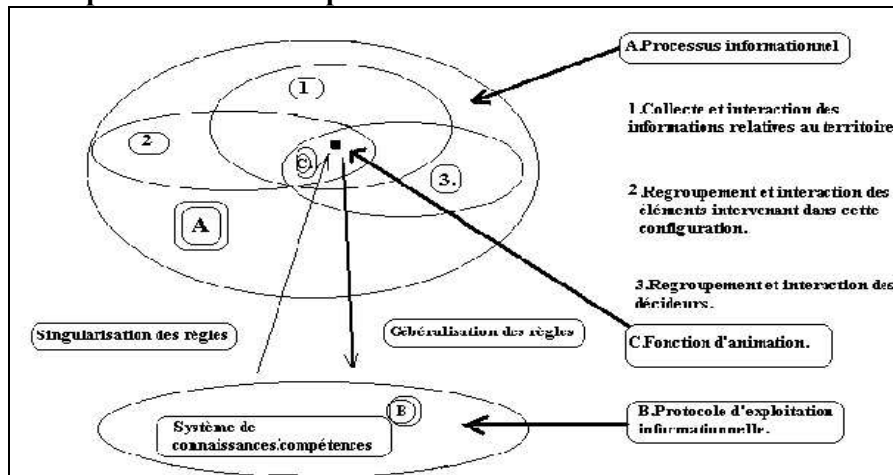 A.Processus informationnel
1
1.Collecte et interaction des
informations relatives au territoire
2
C.
3.
2.Regroupement et interaction des
éléments intervenant dans cette
configuration.
A
3.Regroupement et interaction des
décideurs.
Singularisation des règles
Gébéralisation des règles
C.Fonction d'animation.
B
Système de
connaissances/compétences
B.Protocole d'exploitation
informationnelle.